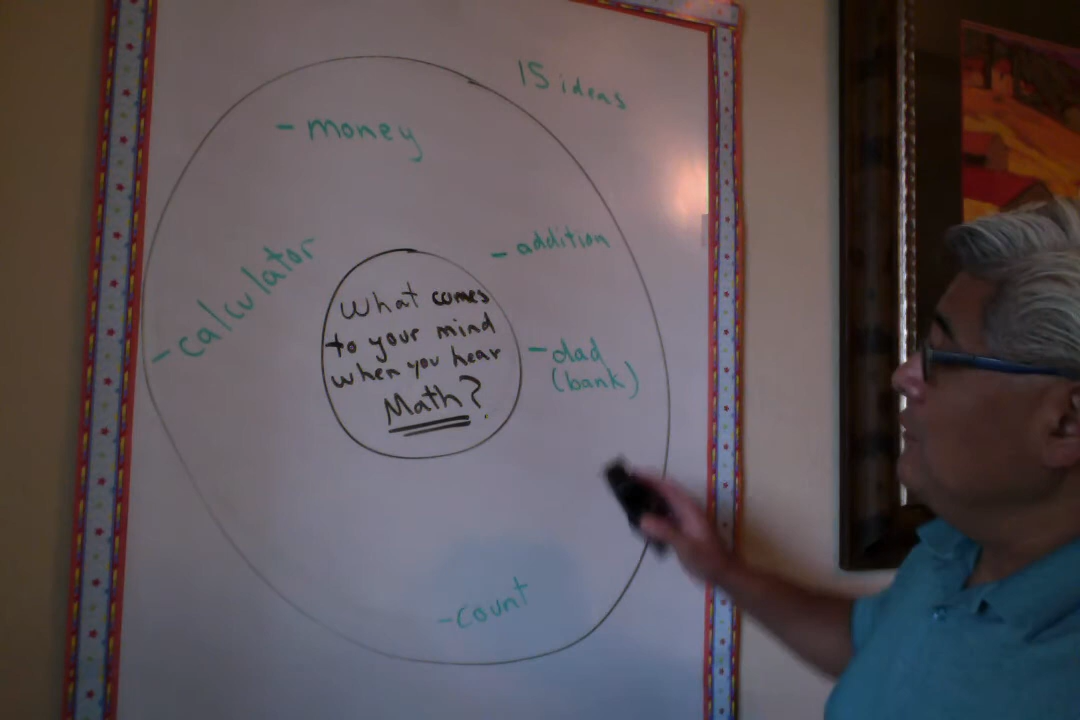 15 ideas
- money
- addition
- calculator
What comes
to your mind
when you hear
Math?
- dad
(bank)
- count